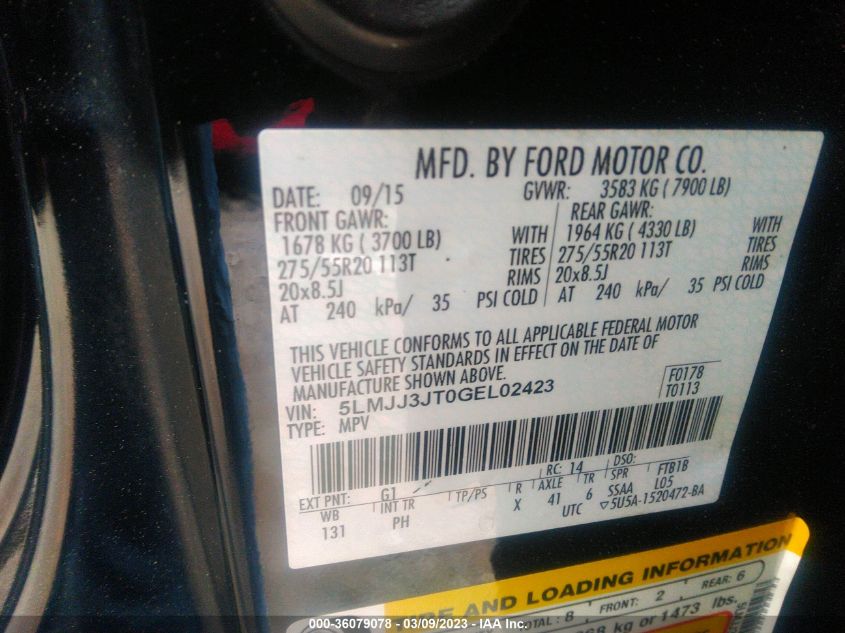 MFD. BY FORD MOTOR CO.
DATE: 09/15 GVWR: 3583 KG ( 7900 LB)
FRONT GAWR: REAR GAWR:
1678 KG ( 3700 LB) WITH 1964 KG ( 4330 LB) WITH
275/55R20 113T TIRES 275/55R20 113T TIRES
20x8.5J RIMS 20x8.5J RIMS
AT 240 kPa/ 35 PSI COLD AT 240 kPa/ 35 PSI COLD
THIS VEHICLE CONFORMS TO ALL APPLICABLE FEDERAL MOTOR
VEHICLE SAFETY STANDARDS IN EFFECT ON THE DATE OF
MANUFACTURE SHOWN ABOVE.
VIN: 5LMJJ3JT0GEL02423 F0178
TYPE: MPV T0113
EXT PNT: G1 RC: 14 DSO:
WB INT TR TP/PS R AXLE TR SPR FTB1B
131 PH X 41 6 SSAA L05
UTC ▽5U5A-1520472-BA
TIRE AND LOADING INFORMATION
TOTAL: 8 FRONT: 2 REAR: 6
kg or 1473 lbs.
000-36079078 - 03/09/2023 - IAA Inc.